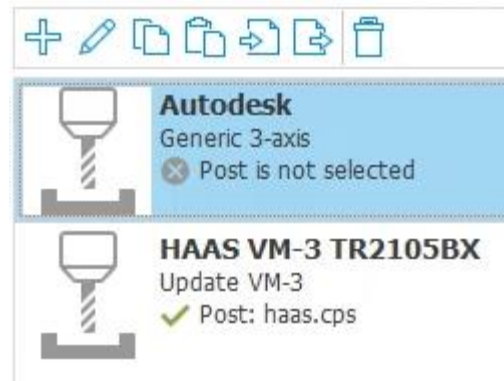 Autodesk
Generic 3-axis
Post is not selected
HAAS VM-3 TR2105BX
Update VM-3
Post: haas.cps